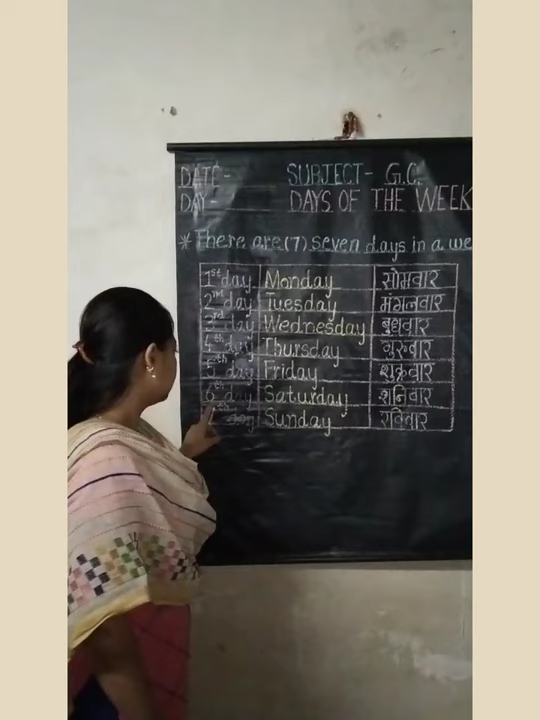 DATE- SUBJECT- G.C.
DAY- DAYS OF THE WEEK
* There are (7) seven days in a we
1st day Monday सोमवार
2nd day Tuesday मंगलवार
3rd day Wednesday बुधवार
4th day Thursday गुरुवार
5th day Friday शुक्रवार
6th day Saturday शनिवार
7th day Sunday रविवार